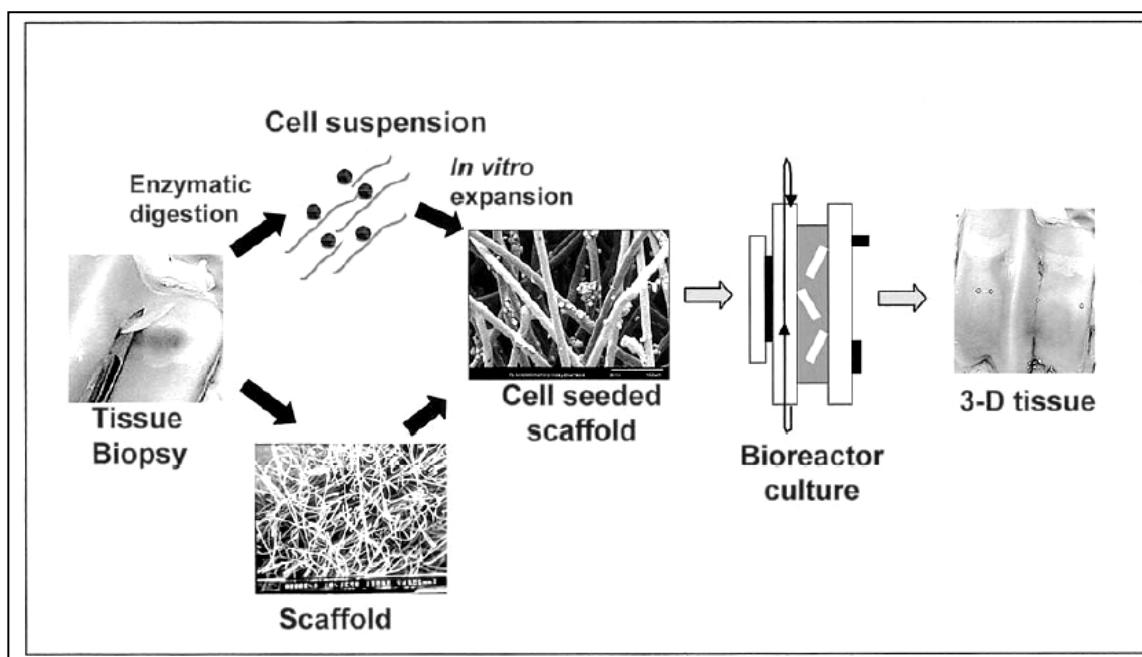 Cell suspension
Enzymatic
digestion
In vitro
expansion
Tissue
Biopsy
Cell seeded
scaffold
Scaffold
Bioreactor
culture
3-D tissue